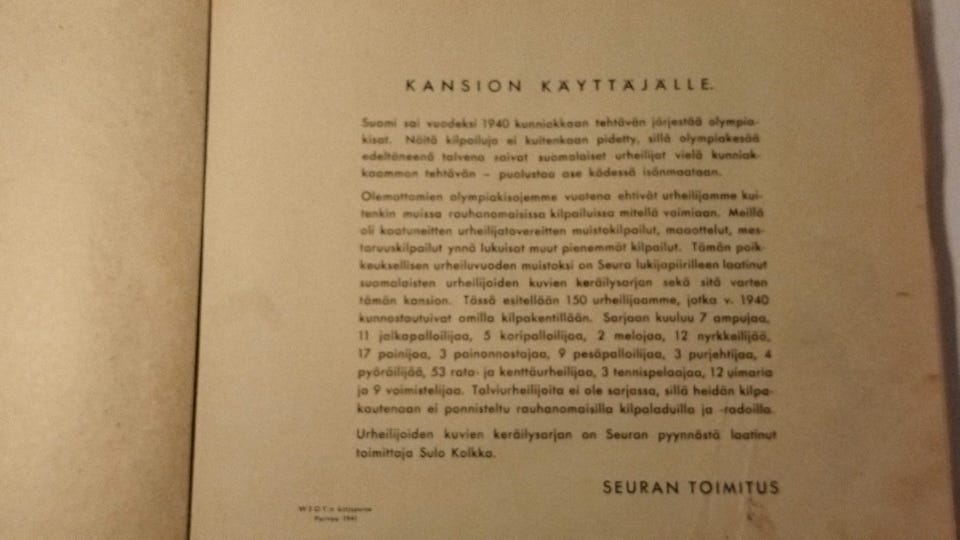 KANSION KÄYTTÄJÄLLE.
Suomi sai vuodeksi 1940 kunniakkaan tehtävän järjestää olympia-
kisat. Näitä kilpailuja ei kuitenkaan pidetty, sillä olympiakesää
edeltäneenä talvena saivat suomalaiset urheilijat vielä kunniak-
kaamman tehtävän – puolustaa ase kädessä isänmaataan.
Olemattomien olympiakisojemme vuotena ehtivät urheilijamme kui-
tenkin muissa rauhanomaisissa kilpailuissa mitellä voimiaan. Meillä
oli kaatuneitten urheilijatovereitten muistokilpailut, maaottelut, mes-
taruuskilpailut ynnä lukuisat muut pienemmät kilpailut. Tämän poik-
keuksellisen urheiluvuoden muistoksi on Seura lukijapiirilleen laatinut
suomalaisten urheilijoiden kuvien keräilysarjan sekä sitä varten
tämän kansion. Tässä esitellään 150 urheilijaamme, jotka v. 1940
kunnostautuivat omilla kilpakentillään. Sarjaan kuuluu 7 ampujaa,
11 jalkapalloilijaa, 5 koripalloilijaa, 2 melojaa, 12 nyrkkeilijää,
17 painijaa, 3 painonnostajaa, 9 pesäpalloilijaa, 3 purjehtijaa, 4
pyöräilijää, 53 rata- ja kenttäurheilijaa, 3 tennispelaajaa, 12 uimaria
ja 9 voimistelijaa. Talviurheilijoita ei ole sarjassa, sillä heidän kilpa-
kautenaan ei ponnisteltu rauhanomaisilla kilpaladuilla ja -radoilla.
Urheilijoiden kuvien keräilysarjan on Seuran pyynnöstä laatinut
toimittaja Sulo Kolkka.
SEURAN TOIMITUS
WSOY:n
Porvoo 1941